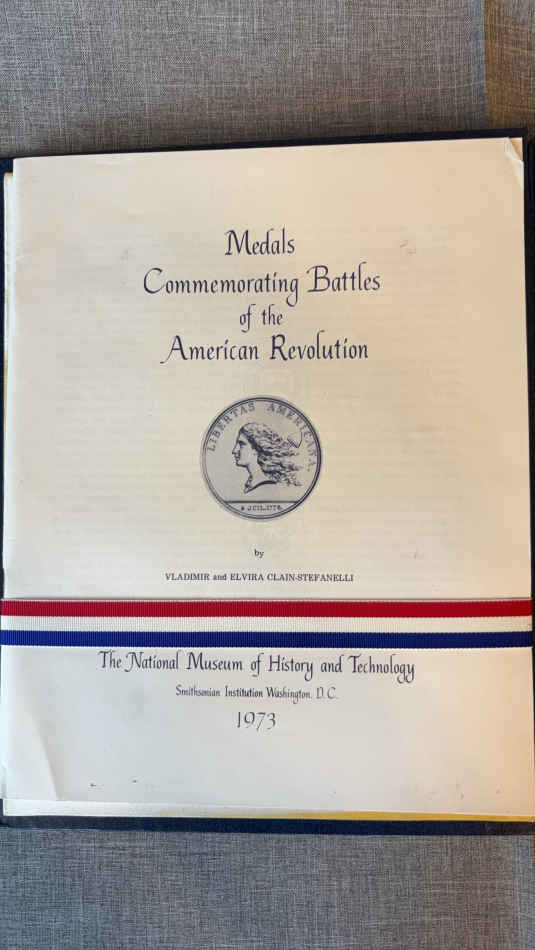 Medals
Commemorating Battles
of the
American Revolution
LIBERTAS AMERICANA.
4 JUIL. 1776.
by
VLADIMIR and ELVIRA CLAIN-STEFANELLI
The National Museum of History and Technology
Smithsonian Institution Washington, D.C.
1973